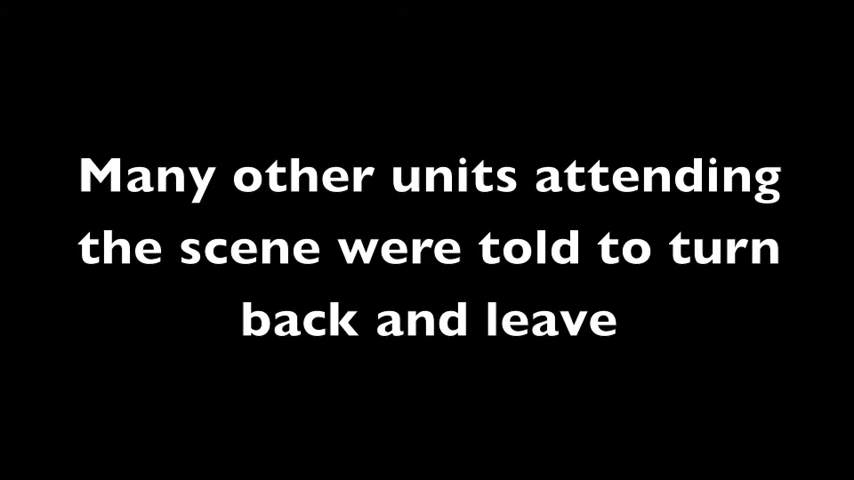 Many other units attending
the scene were told to turn
back and leave